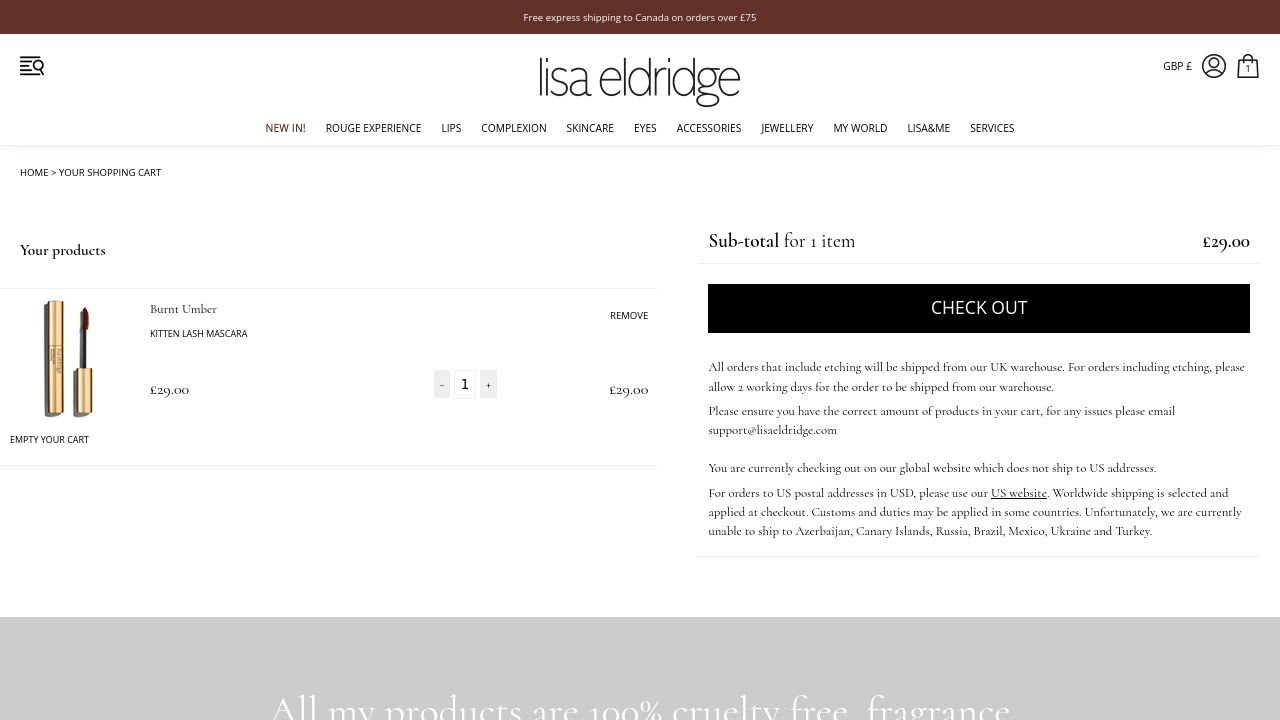 Free express shipping to Canada on orders over £75
lisa eldridge
GBP £
1
NEW IN! ROUGE EXPERIENCE LIPS COMPLEXION SKINCARE EYES ACCESSORIES JEWELLERY MY WORLD LISA&ME SERVICES
HOME > YOUR SHOPPING CART
Your products
Burnt Umber
KITTEN LASH MASCARA
REMOVE
£29.00
- 1 +
£29.00
EMPTY YOUR CART
Sub-total for 1 item £29.00
CHECK OUT
All orders that include etching will be shipped from our UK warehouse. For orders including etching, please
allow 2 working days for the order to be shipped from our warehouse.
Please ensure you have the correct amount of products in your cart, for any issues please email
support@lisaeldridge.com
You are currently checking out on our global website which does not ship to US addresses.
For orders to US postal addresses in USD, please use our US website. Worldwide shipping is selected and
applied at checkout. Customs and duties may be applied in some countries. Unfortunately, we are currently
unable to ship to Azerbaijan, Canary Islands, Russia, Brazil, Mexico, Ukraine and Turkey.
All my products are 100% cruelty free, fragrance